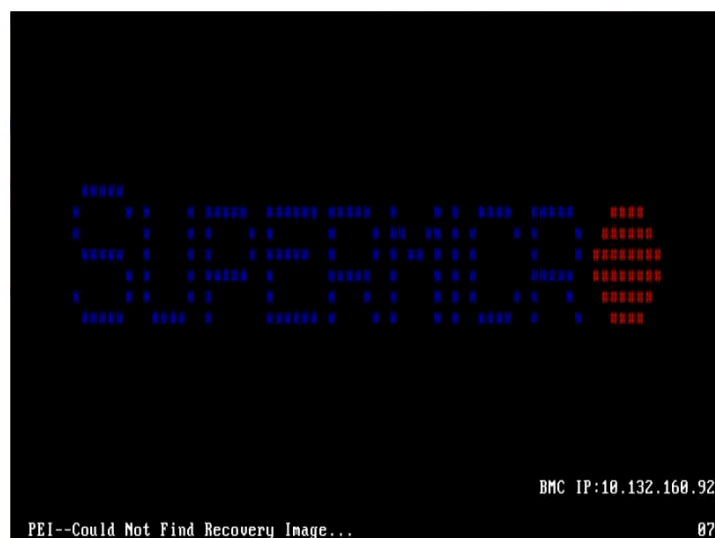 SUPERMICR
BMC IP:10.132.160.92
PEI--Could Not Find Recovery Image... 07